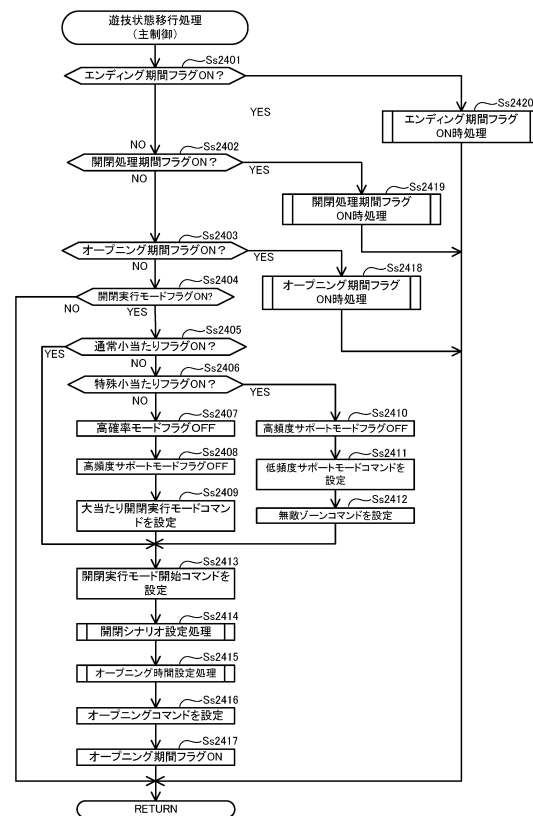 遊技状態移行処理
(主制御)
Ss2401
エンディング期間フラグON？
Ss2420
エンディング期間フラグ
ON時処理
YES
NO
Ss2402
開閉処理期間フラグON？
YES
NO
Ss2419
開閉処理期間フラグ
ON時処理
Ss2403
オープニング期間フラグON？
YES
NO
Ss2418
オープニング期間フラグ
ON時処理
Ss2404
開閉実行モードフラグON?
NO
YES
Ss2405
通常小当たりフラグON？
YES
NO
Ss2406
特殊小当たりフラグON？
YES
NO
Ss2407
高確率モードフラグOFF
Ss2410
高頻度サポートモードフラグOFF
Ss2408
高頻度サポートモードフラグOFF
Ss2411
低頻度サポートモードコマンドを
設定
Ss2409
大当たり開閉実行モードコマ
ンドを設定
Ss2412
無敵ゾーンコマンドを設定
Ss2413
開閉実行モード開始コマンドを
設定
Ss2414
開閉シナリオ設定処理
Ss2415
オープニング時間設定処理
Ss2416
オープニングコマンドを設定
Ss2417
オープニング期間フラグON
RETURN